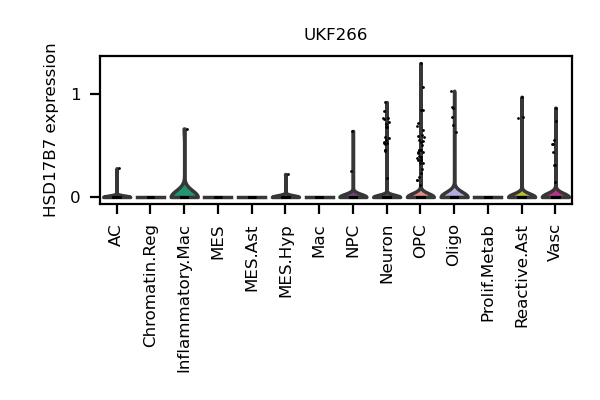 UKF266
HSD17B7 expression
1
0
AC
Chromatin.Reg
Inflammatory.Mac
MES
MES.Ast
MES.Hyp
Mac
NPC
Neuron
OPC
Oligo
Prolif.Metab
Reactive.Ast
Vasc